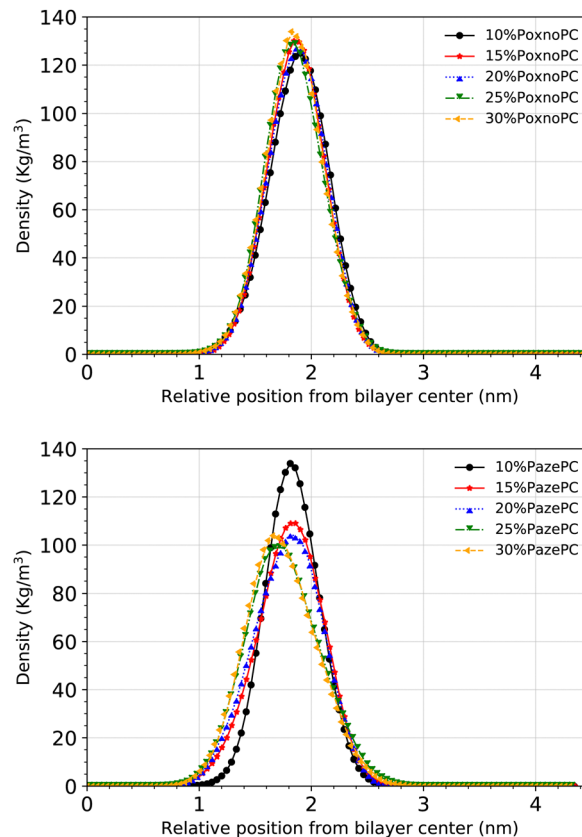 140
120
100
80
60
40
20
0
Density (Kg/m³)
10%PoxnoPC
15%PoxnoPC
20%PoxnoPC
25%PoxnoPC
30%PoxnoPC
0 1 2 3 4
Relative position from bilayer center (nm)
140
120
100
80
60
40
20
0
Density (Kg/m³)
10%PazePC
15%PazePC
20%PazePC
25%PazePC
30%PazePC
0 1 2 3 4
Relative position from bilayer center (nm)